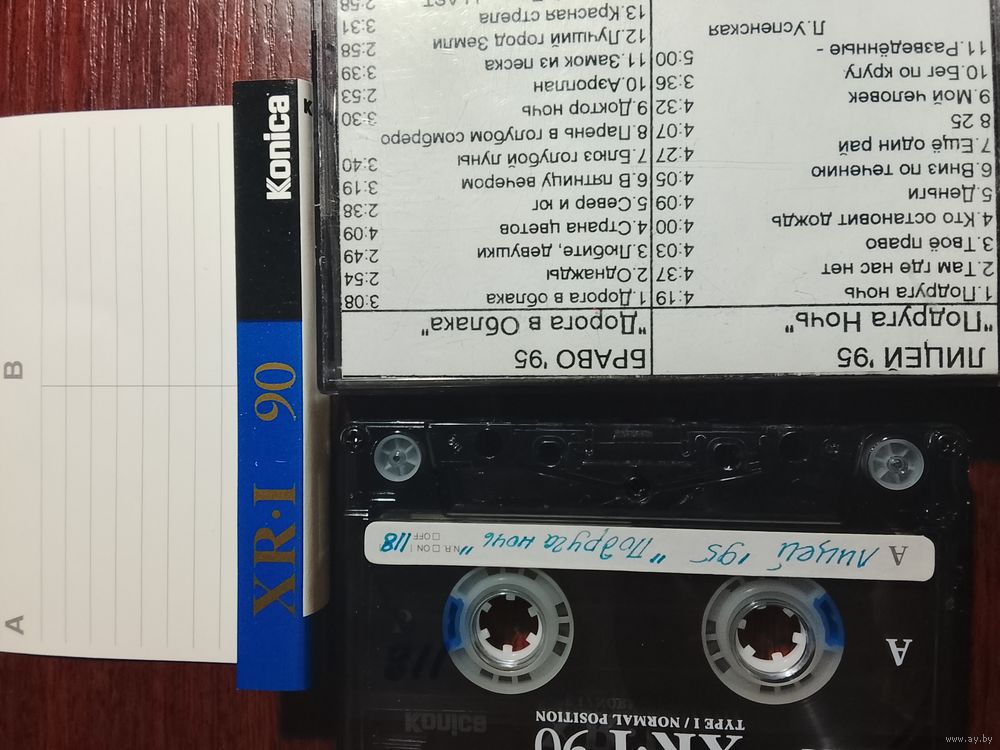 ЛИЦЕЙ '95
"Подруга Ночь"
1.Подруга ночь 4:19
2.Там где нас нет 4:37
3.Твоё право 4:03
4.Кто остановит дождь 4:00
5.Деньги 4:09
6.Вниз по течению 4:05
7.Ещё один рай 4:27
8 25 4:07
9.Мой человек 4:32
10.Бег по кругу 3:36
11.Разведённые - 5:00
Л.Успенская
БРАВО '95
"Дорога в Облака"
1.Дорога в облака 3:08
2.Однажды 2:54
3.Любите, девушки 2:49
4.Страна цветов 4:09
5.Север и юг 2:38
6.В пятницу вечером 3:19
7.Блюз голубой луны 3:40
8.Парень в голубом сомбреро
9.Доктор ночь 3:30
10.Аэроплан 2:53
11.Замок из песка 3:39
12.Лучший город Земли 2:58
13.Красная стрела 3:31
2:58
Konica
XR·I 90
A
B
A
Лицей '95 "Подруга ночь"
N.R. □ ON I
□ OFF
118
A
118
Konica
TYPE I / NORMAL POSITION
XR·I 90
www.ay.by